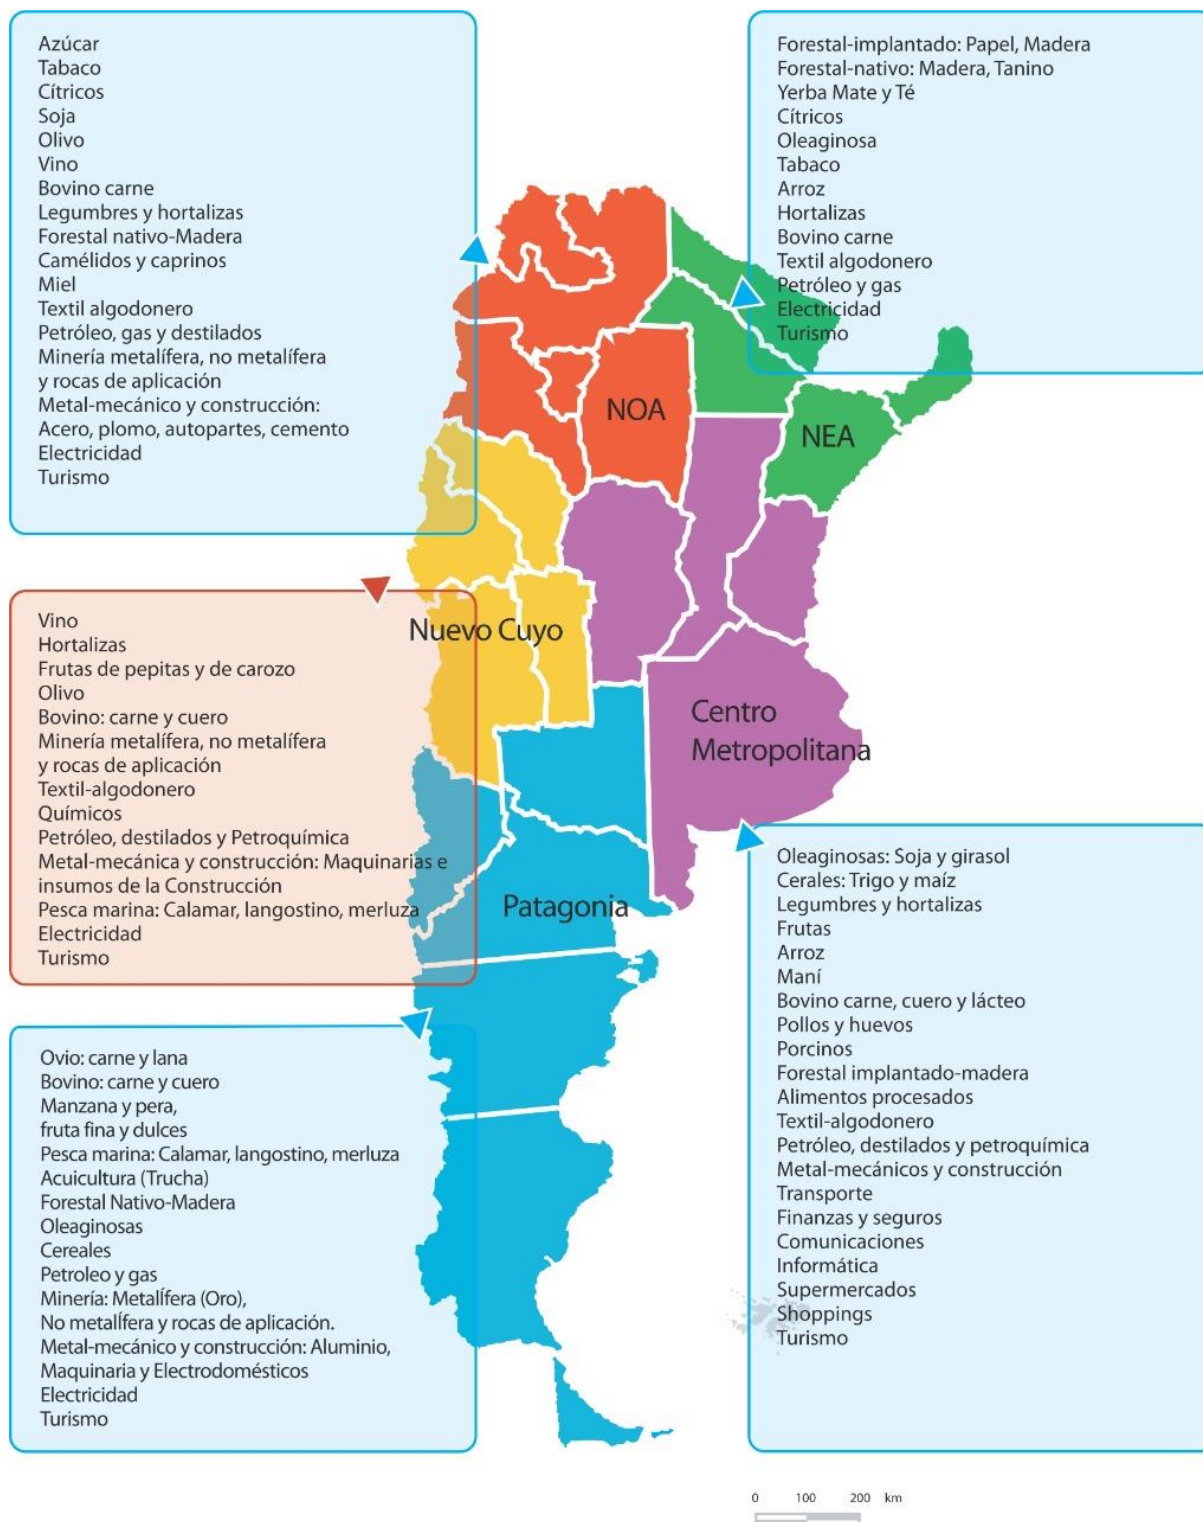 Azúcar
Tabaco
Cítricos
Soja
Olivo
Vino
Bovino carne
Legumbres y hortalizas
Forestal nativo-Madera
Camélidos y caprinos
Miel
Textil algodonero
Petróleo, gas y destilados
Minería metalífera, no metalífera
y rocas de aplicación
Metal-mecánico y construcción:
Acero, plomo, autopartes, cemento
Electricidad
Turismo
Forestal-implantado: Papel, Madera
Forestal-nativo: Madera, Tanino
Yerba Mate y Té
Cítricos
Oleaginosa
Tabaco
Arroz
Hortalizas
Bovino carne
Textil algodonero
Petróleo y gas
Electricidad
Turismo
NOA
NEA
Nuevo Cuyo
Centro
Metropolitana
Patagonia
Vino
Hortalizas
Frutas de pepitas y de carozo
Olivo
Bovino: carne y cuero
Minería metalífera, no metalífera
y rocas de aplicación
Textil-algodonero
Químicos
Petróleo, destilados y Petroquímica
Metal-mecánica y construcción: Maquinarias e
insumos de la Construcción
Pesca marina: Calamar, langostino, merluza
Electricidad
Turismo
Oleaginosas: Soja y girasol
Cerales: Trigo y maíz
Legumbres y hortalizas
Frutas
Arroz
Maní
Bovino carne, cuero y lácteo
Pollos y huevos
Porcinos
Forestal implantado-madera
Alimentos procesados
Textil-algodonero
Petróleo, destilados y petroquímica
Metal-mecánicos y construcción
Transporte
Finanzas y seguros
Comunicaciones
Informática
Supermercados
Shoppings
Turismo
Ovio: carne y lana
Bovino: carne y cuero
Manzana y pera,
fruta fina y dulces
Pesca marina: Calamar, langostino, merluza
Acuicultura (Trucha)
Forestal Nativo-Madera
Oleaginosas
Cereales
Petroleo y gas
Minería: Metalífera (Oro),
No metalífera y rocas de aplicación.
Metal-mecánico y construcción: Aluminio,
Maquinaria y Electrodomésticos
Electricidad
Turismo
0 100 200 km